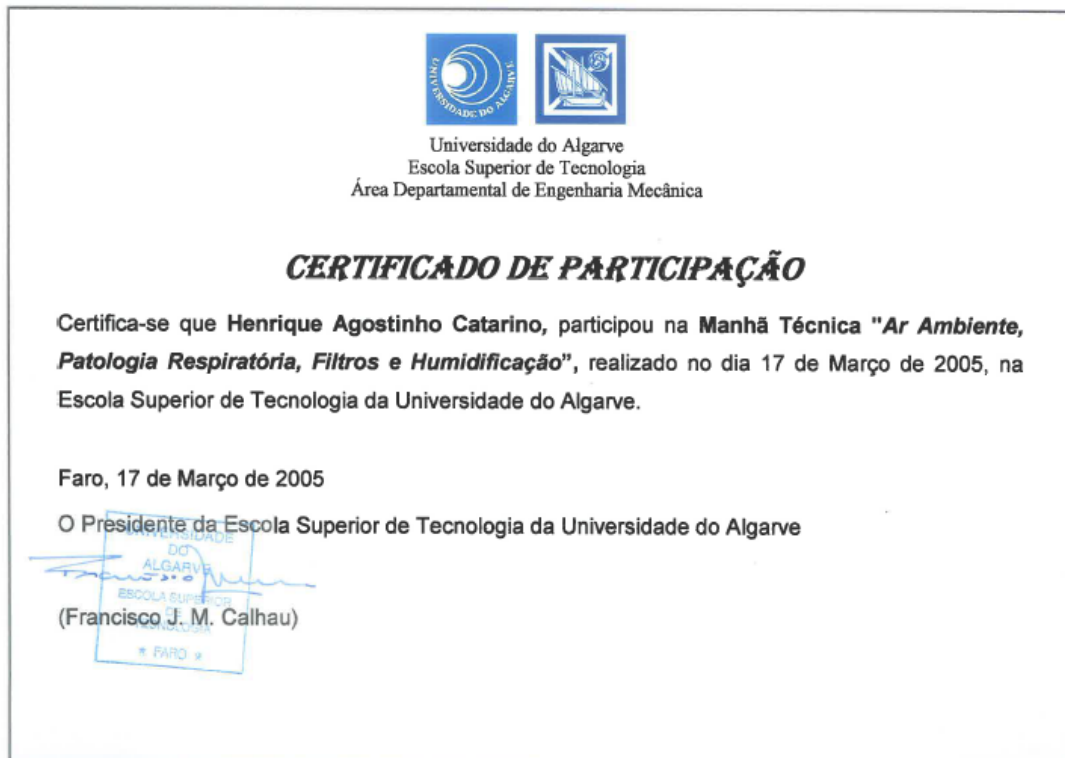 UNIVERSIDADE DO ALGARVE
Universidade do Algarve
Escola Superior de Tecnologia
Área Departamental de Engenharia Mecânica
CERTIFICADO DE PARTICIPAÇÃO
Certifica-se que Henrique Agostinho Catarino, participou na Manhã Técnica "Ar Ambiente,
Patologia Respiratória, Filtros e Humidificação", realizado no dia 17 de Março de 2005, na
Escola Superior de Tecnologia da Universidade do Algarve.
Faro, 17 de Março de 2005
O Presidente da Escola Superior de Tecnologia da Universidade do Algarve
UNIVERSIDADE
DO
ALGARVE
ESCOLA SUPERIOR
DE
TECNOLOGIA
* FARO *
(Francisco J. M. Calhau)